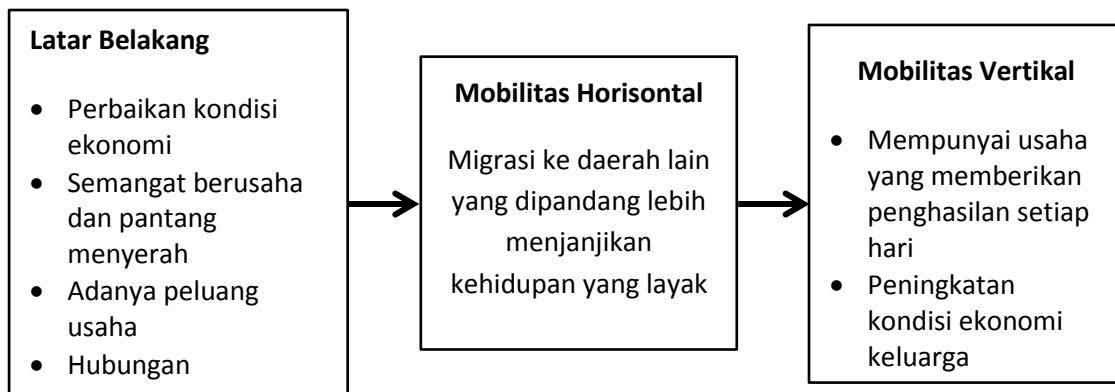 Latar Belakang
• Perbaikan kondisi
ekonomi
• Semangat berusaha
dan pantang
menyerah
• Adanya peluang
usaha
• Hubungan
Mobilitas Horisontal
Migrasi ke daerah lain
yang dipandang lebih
menjanjikan
kehidupan yang layak
Mobilitas Vertikal
• Mempunyai usaha
yang memberikan
penghasilan setiap
hari
• Peningkatan
kondisi ekonomi
keluarga